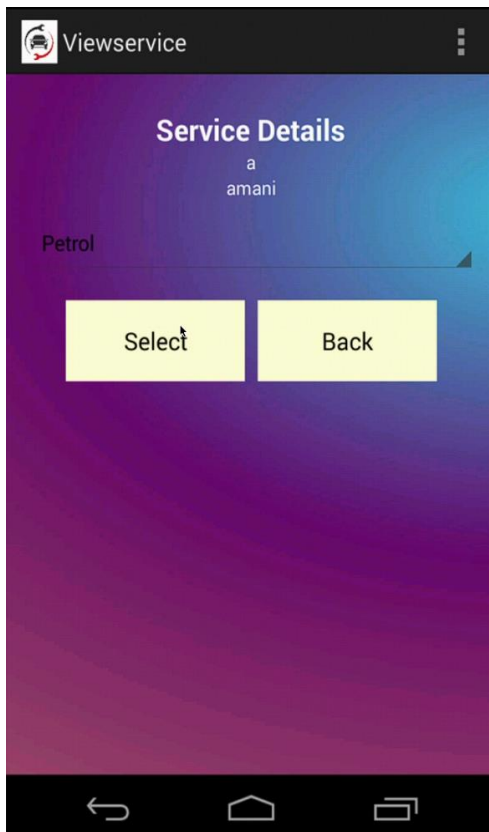 Viewservice
Service Details
a
amani
Petrol
Select
Back